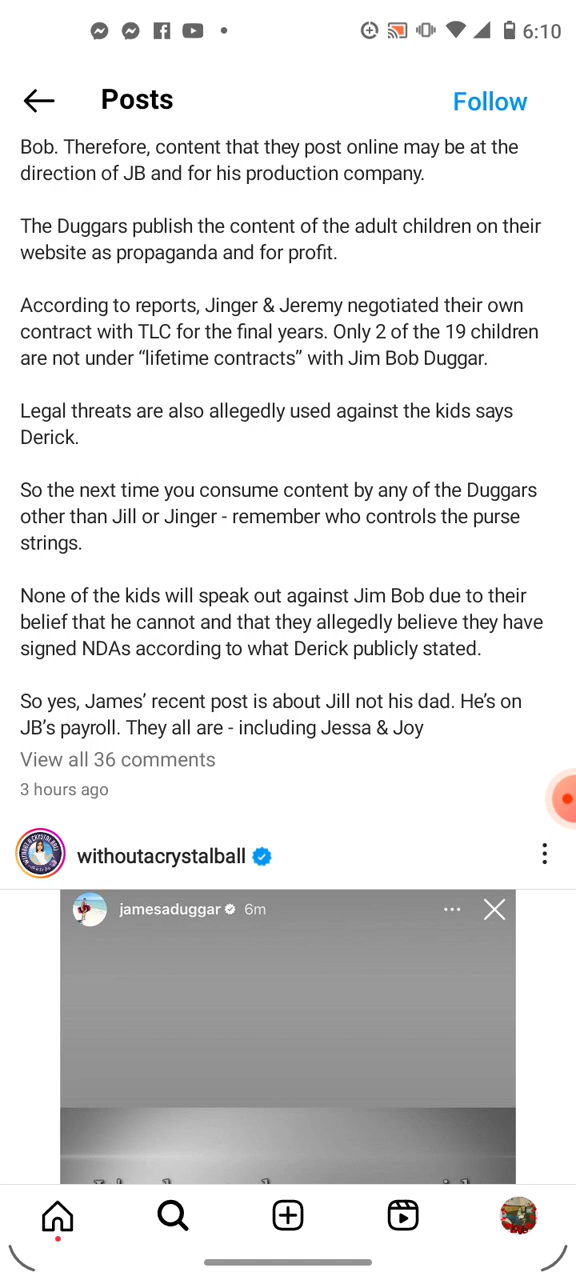 6:10
Posts
Follow
Bob. Therefore, content that they post online may be at the
direction of JB and for his production company.
The Duggars publish the content of the adult children on their
website as propaganda and for profit.
According to reports, Jinger & Jeremy negotiated their own
contract with TLC for the final years. Only 2 of the 19 children
are not under “lifetime contracts” with Jim Bob Duggar.
Legal threats are also allegedly used against the kids says
Derick.
So the next time you consume content by any of the Duggars
other than Jill or Jinger - remember who controls the purse
strings.
None of the kids will speak out against Jim Bob due to their
belief that he cannot and that they allegedly believe they have
signed NDAs according to what Derick publicly stated.
So yes, James’ recent post is about Jill not his dad. He’s on
JB’s payroll. They all are - including Jessa & Joy
View all 36 comments
3 hours ago
withoutacrystalball
jamesaduggar 6m